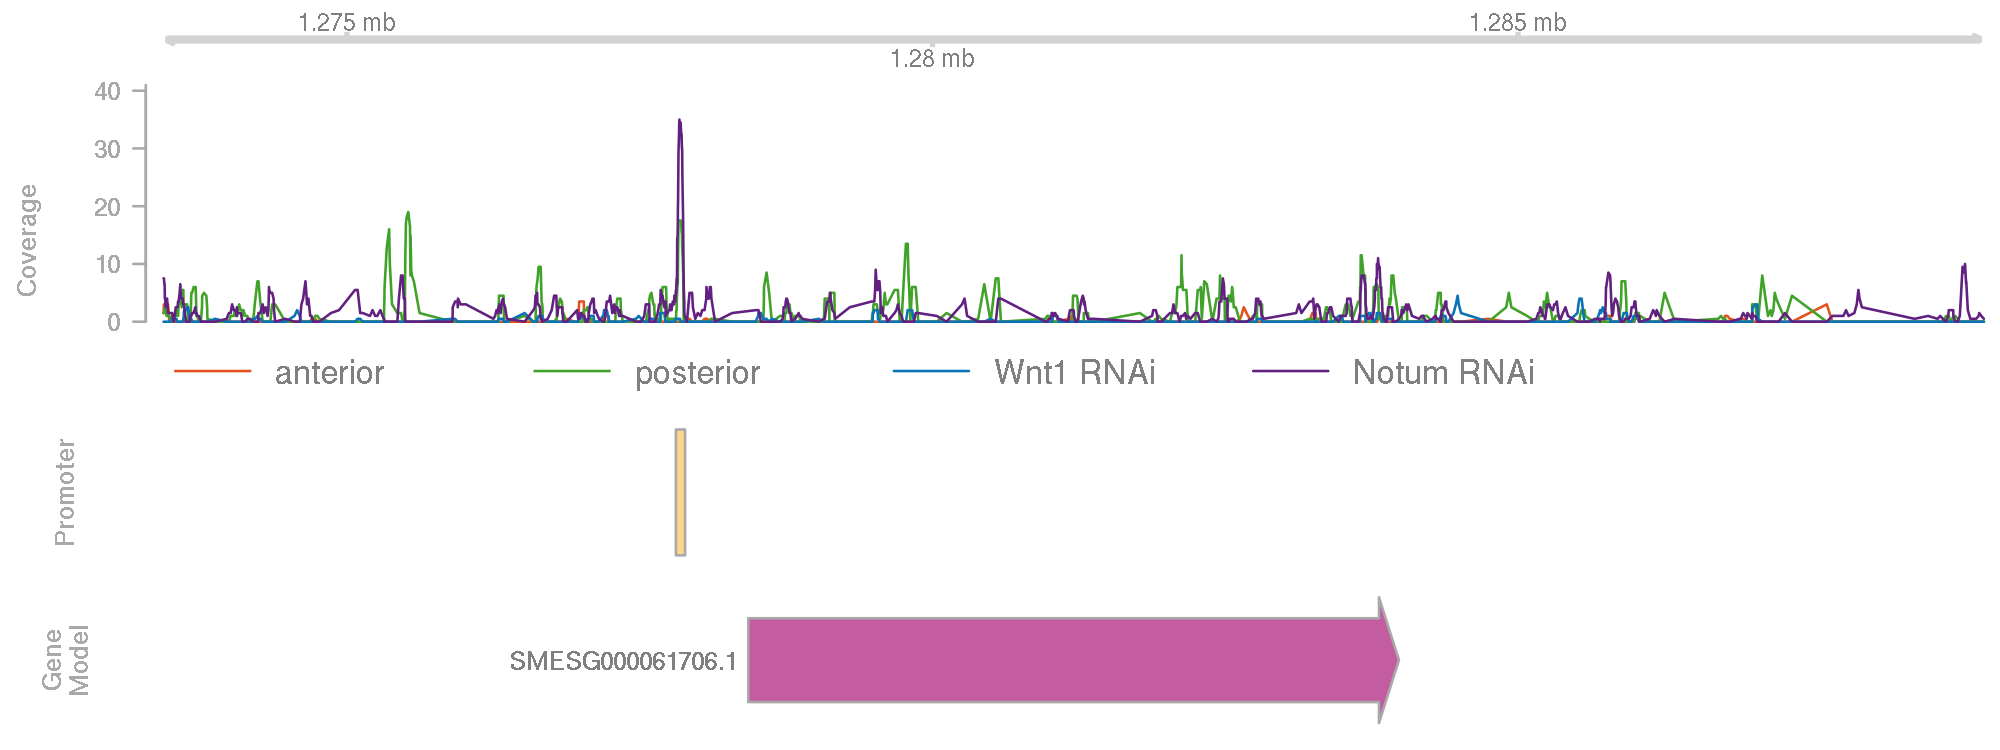 1.275 mb
1.285 mb
1.28 mb
40
30
20
10
0
Coverage
anterior posterior Wnt1 RNAi Notum RNAi
Promoter
Gene
Model
SMESG000061706.1